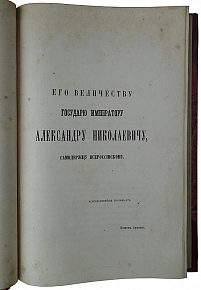 ЕГО ВЕЛИЧЕСТВУ
ГОСУДАРЮ ИМПЕРАТОРУ
АЛЕКСАНДРУ НИКОЛАЕВИЧУ,
САМОДЕРЖЦУ ВСЕРОССІЙСКОМУ,